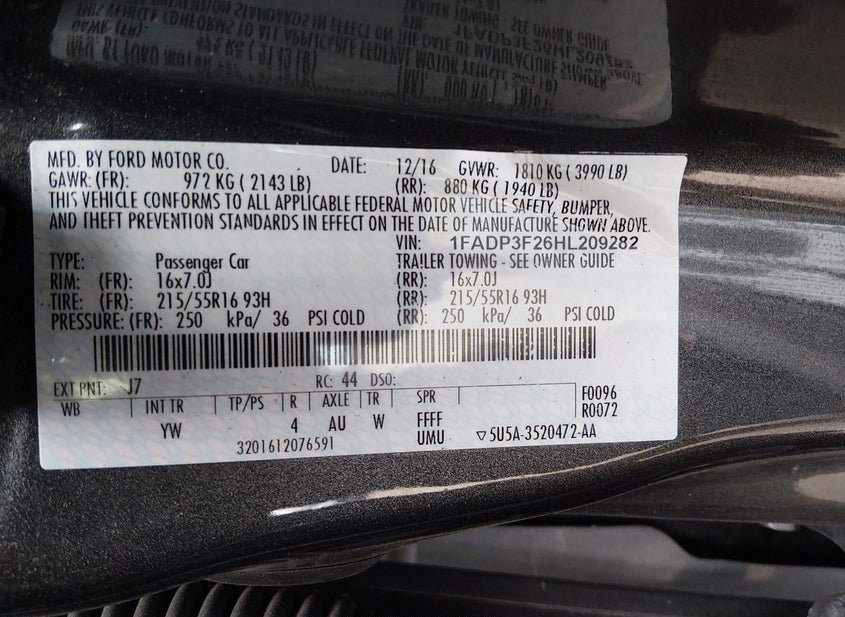 MFD. BY FORD MOTOR CO. DATE: 12/16 GVWR: 1810 KG ( 3990 LB)
GAWR: (FR): 972 KG ( 2143 LB) (RR): 880 KG ( 1940 LB)
THIS VEHICLE CONFORMS TO ALL APPLICABLE FEDERAL MOTOR VEHICLE SAFETY, BUMPER,
AND THEFT PREVENTION STANDARDS IN EFFECT ON THE DATE OF MANUFACTURE SHOWN ABOVE.
VIN: 1FADP3F26HL209282
TYPE: Passenger Car TRAILER TOWING - SEE OWNER GUIDE
RIM: (FR): 16x7.0J (RR): 16x7.0J
TIRE: (FR): 215/55R16 93H (RR): 215/55R16 93H
PRESSURE: (FR): 250 kPa/ 36 PSI COLD (RR): 250 kPa/ 36 PSI COLD
EXT PNT: J7 RC: 44 DSO:
WB INT TR TP/PS R AXLE TR SPR F0096
R0072
YW 4 AU W FFFF
UMU
3201612076591 ▽5U5A-3520472-AA